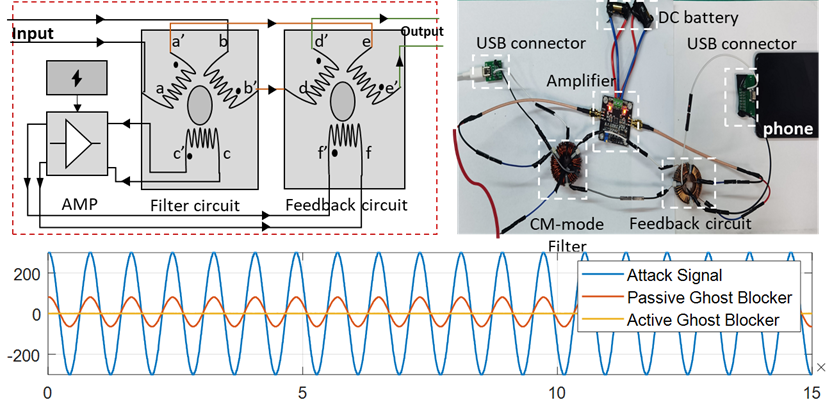 Input
a' b
d' e
Output
a b'
d e'
c' c
f' f
AMP
Filter circuit
Feedback circuit
DC battery
USB connector
USB connector
Amplifier
phone
CM-mode
Filter
Feedback circuit
200
0
-200
Attack Signal
Passive Ghost Blocker
Active Ghost Blocker
0 5 10 15
×